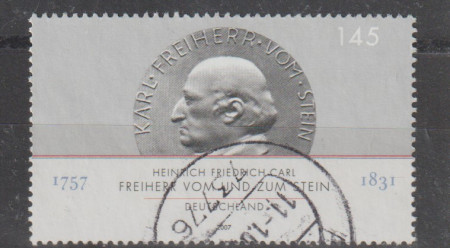 145
KARL · FREIHERR · VOM · STEIN
HEINRICH FRIEDRICH CARL
1757 FREIHERR VOM UND ZUM STEIN 1831
DEUTSCHLAND
2007